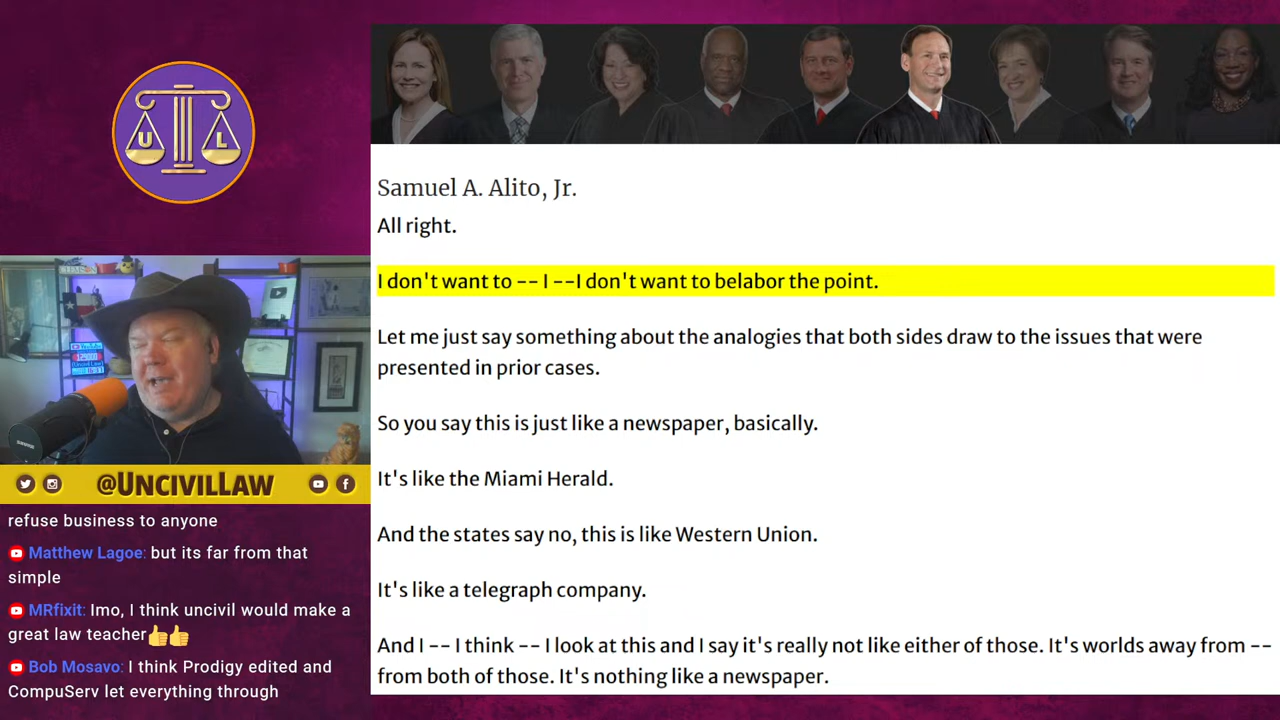 U L
@UNCIVILLAW
refuse business to anyone
Matthew Lagoe: but its far from that
simple
MRfixit: Imo, I think uncivil would make a
great law teacher👍👍
Bob Mosavo: I think Prodigy edited and
CompuServ let everything through
Samuel A. Alito, Jr.
All right.
I don't want to -- I --I don't want to belabor the point.
Let me just say something about the analogies that both sides draw to the issues that were
presented in prior cases.
So you say this is just like a newspaper, basically.
It's like the Miami Herald.
And the states say no, this is like Western Union.
It's like a telegraph company.
And I -- I think -- I look at this and I say it's really not like either of those. It's worlds away from --
from both of those. It's nothing like a newspaper.